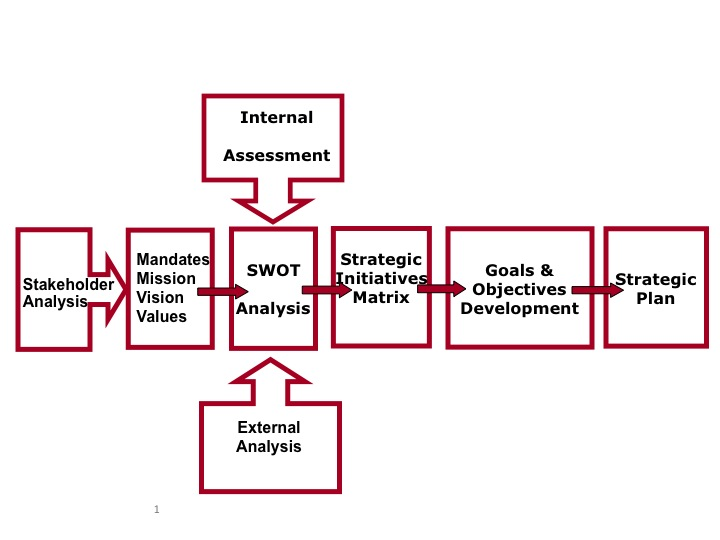 Internal
Assessment
Stakeholder
Analysis
Mandates
Mission
Vision
Values
SWOT
Analysis
Strategic
Initiatives
Matrix
Goals &
Objectives
Development
Strategic
Plan
External
Analysis
1